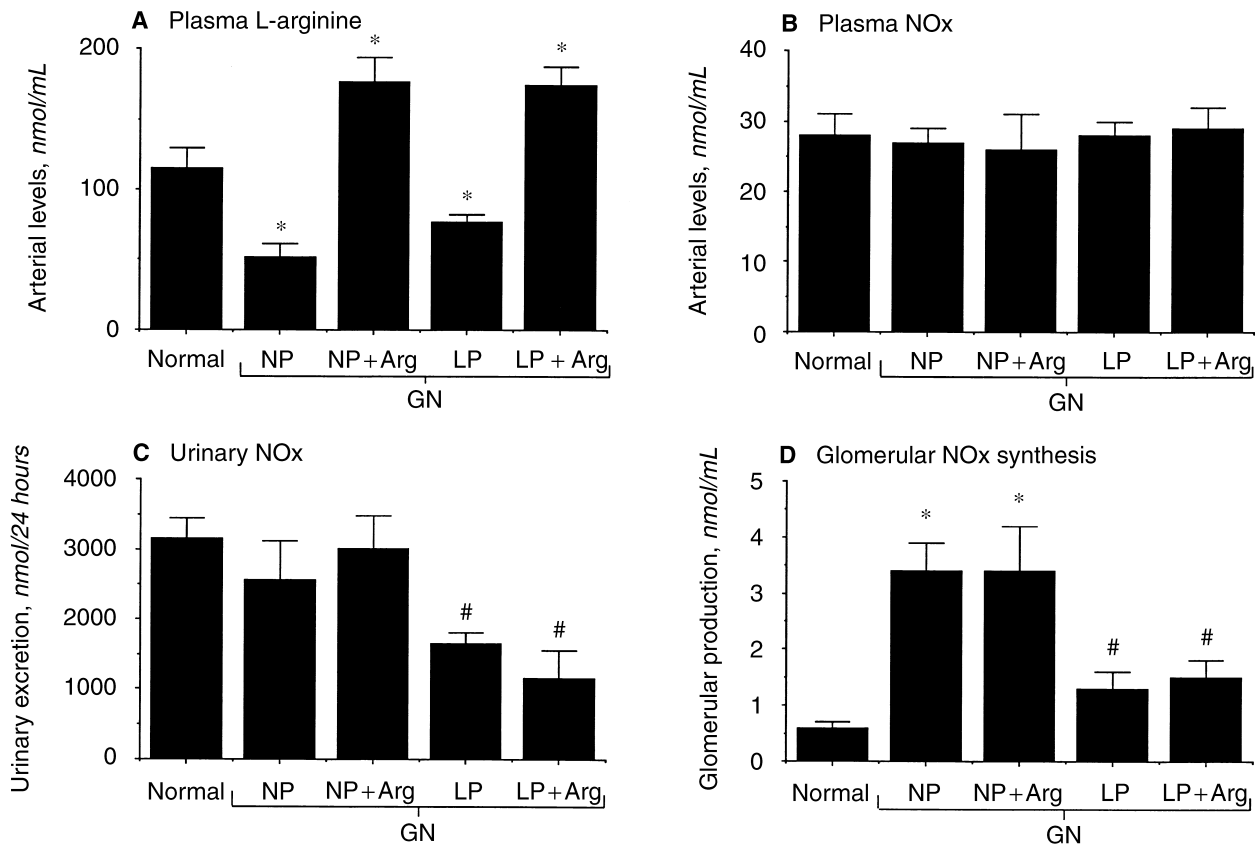 A Plasma L-arginine
Arterial levels, nmol/mL
200
100
0
*
*
*
*
Normal NP NP+Arg LP LP + Arg
GN
B Plasma NOx
Arterial levels, nmol/mL
40
30
20
10
0
Normal NP NP+Arg LP LP+Arg
GN
C Urinary NOx
Urinary excretion, nmol/24 hours
4000
3000
2000
1000
0
#
#
Normal NP NP+Arg LP LP+Arg
GN
D Glomerular NOx synthesis
Glomerular production, nmol/mL
5
4
3
2
1
0
*
*
#
#
Normal NP NP+Arg LP LP+Arg
GN